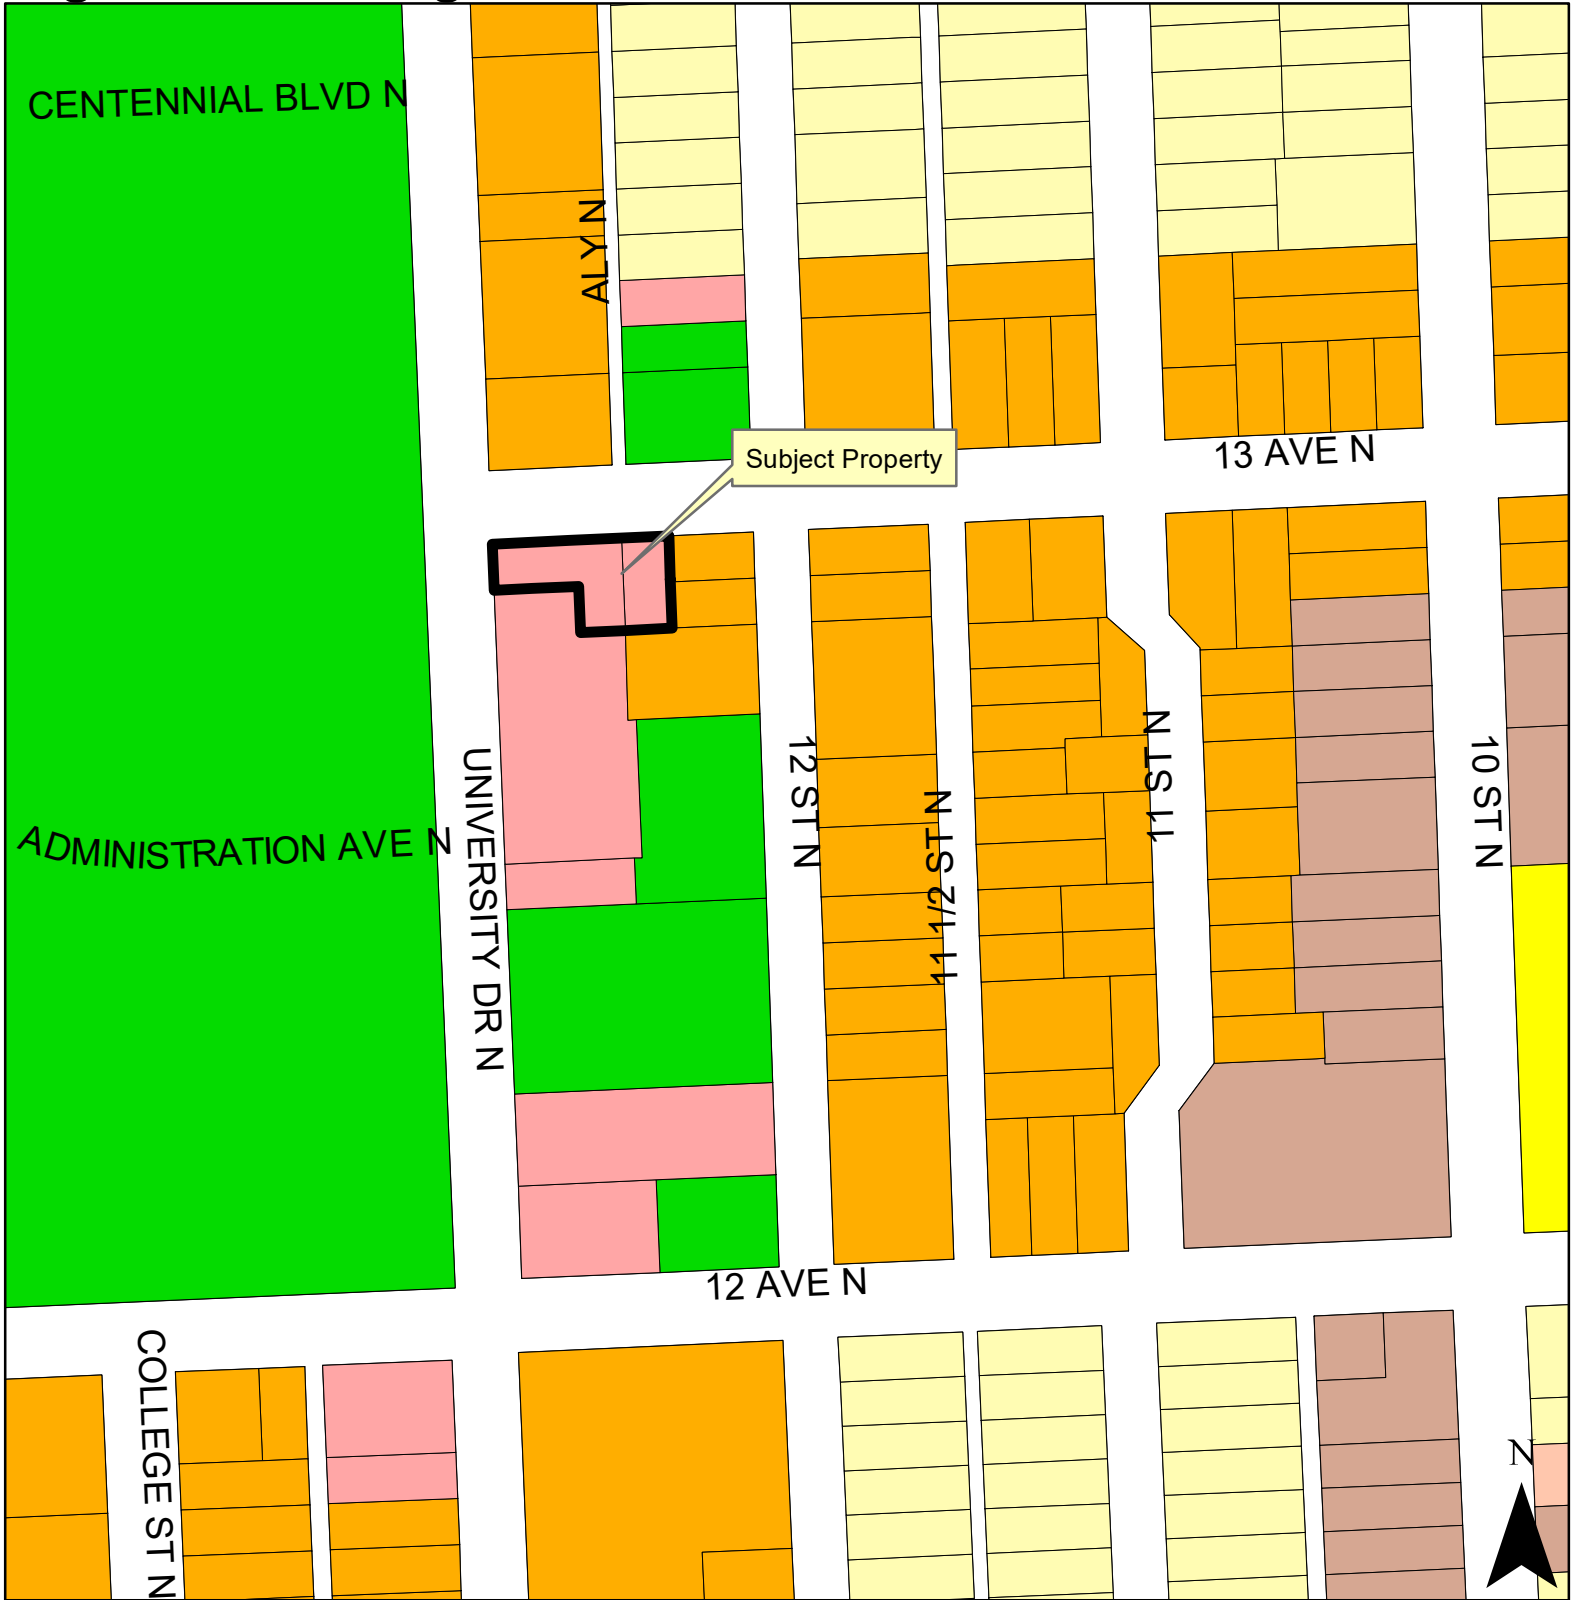 CENTENNIAL BLVD N
ALY N
Subject Property
13 AVE N
UNIVERSITY DR N
12 ST N
11 1/2 ST N
11 ST N
10 ST N
ADMINISTRATION AVE N
12 AVE N
COLLEGE ST N
N